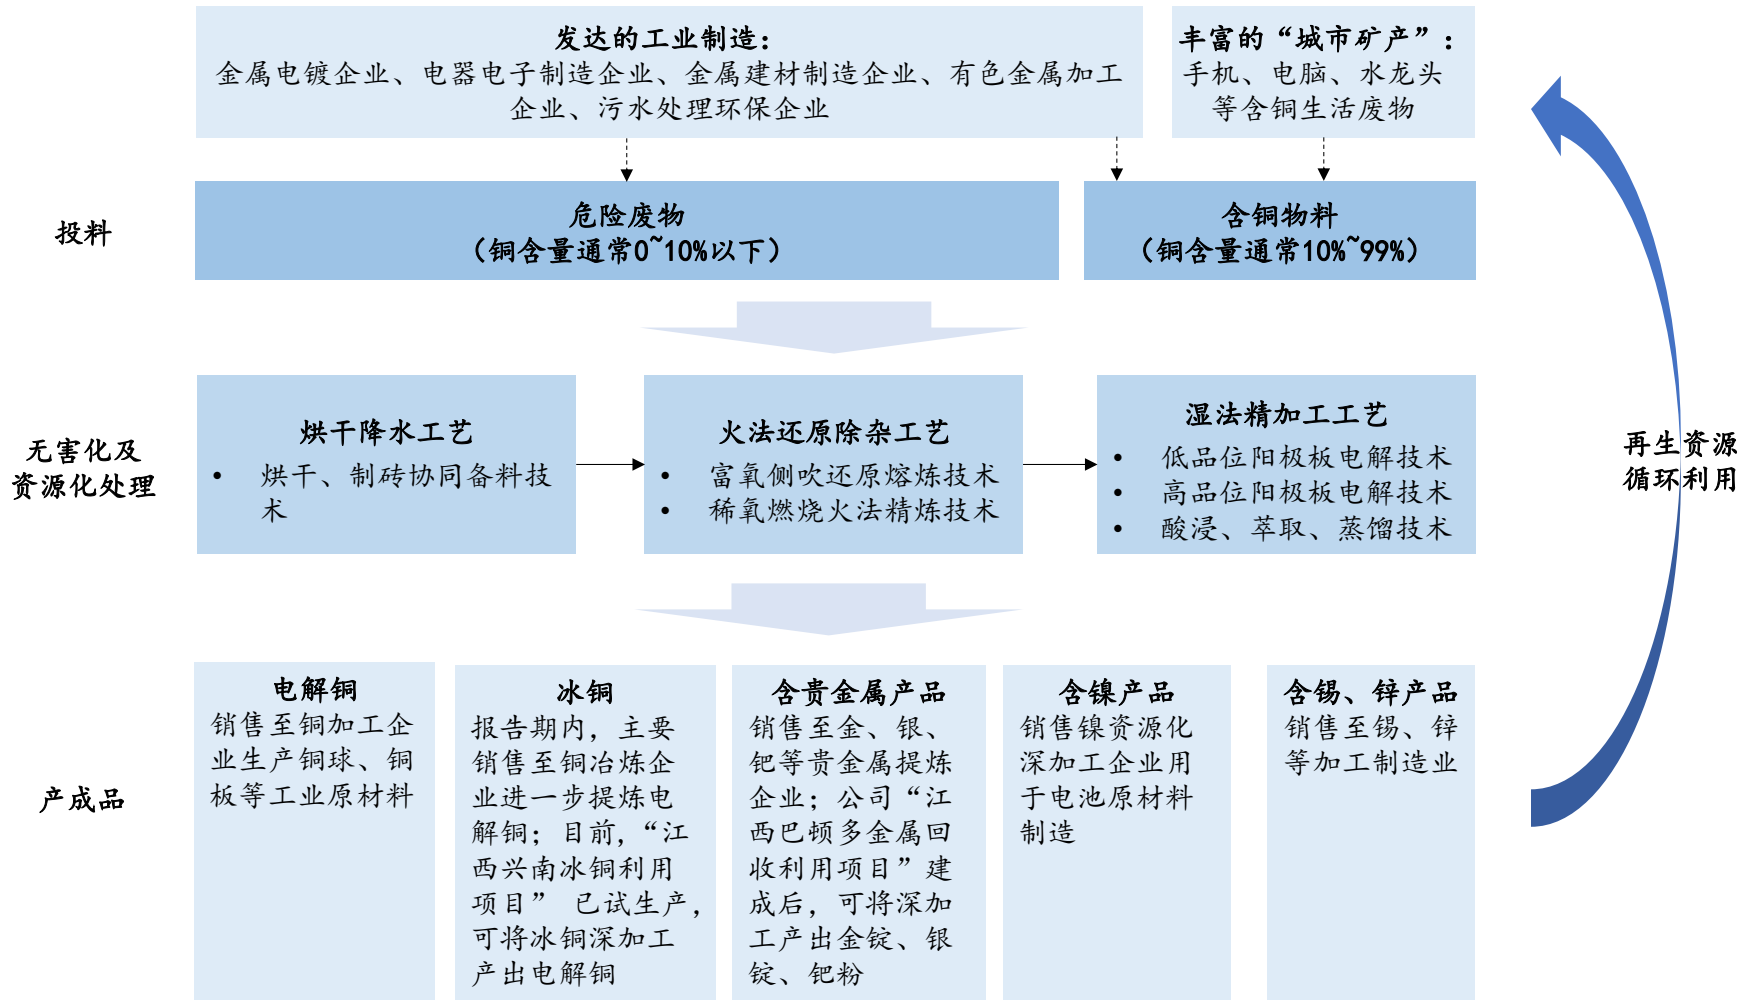 发达的工业制造：
金属电镀企业、电器电子制造企业、金属建材制造企业、有色金属加工
企业、污水处理环保企业
丰富的“城市矿产”：
手机、电脑、水龙头
等含铜生活废物
投料
危险废物
（铜含量通常0~10%以下）
含铜物料
（铜含量通常10%~99%）
无害化及
资源化处理
烘干降水工艺
• 烘干、制砖协同备料技
术
火法还原除杂工艺
• 富氧侧吹还原熔炼技术
• 稀氧燃烧火法精炼技术
湿法精加工工艺
• 低品位阳极板电解技术
• 高品位阳极板电解技术
• 酸浸、萃取、蒸馏技术
再生资源
循环利用
产成品
电解铜
销售至铜加工企
业生产铜球、铜
板等工业原材料
冰铜
报告期内，主要
销售至铜冶炼企
业进一步提炼电
解铜；目前，“江
西兴南冰铜利用
项目” 已试生产，
可将冰铜深加工
产出电解铜
含贵金属产品
销售至金、银、
钯等贵金属提炼
企业；公司“江
西巴顿多金属回
收利用项目”建
成后，可将深加
工产出金锭、银
锭、钯粉
含镍产品
销售镍资源化
深加工企业用
于电池原材料
制造
含锡、锌产品
销售至锡、锌
等加工制造业